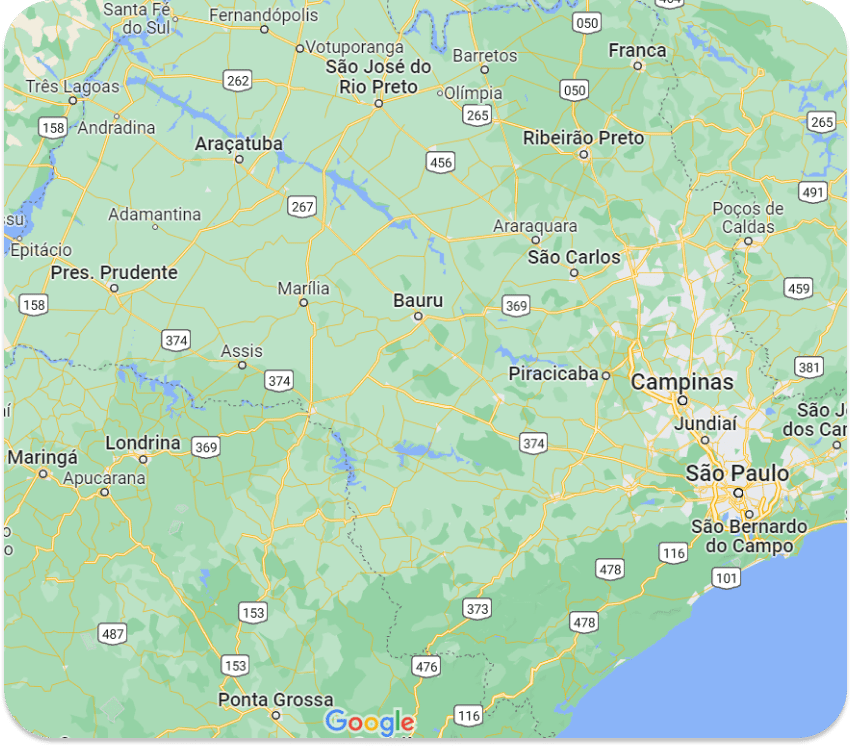 Santa Fé
do Sul
Fernandópolis
050
Votuporanga
Barretos
Franca
São José do
Rio Preto
262
Três Lagoas
050
Olímpia
265
265
158
Andradina
Araçatuba
Ribeirão Preto
456
491
267
Adamantina
Poços de
Caldas
ssu
Epitácio
Araraquara
São Carlos
Pres. Prudente
Marília
Bauru
459
158
369
374
Assis
381
374
Piracicaba
Campinas
São J
dos Car
Jundiaí
Londrina
369
374
Maringá
Apucarana
São Paulo
São Bernardo
do Campo
116
478
101
153
373
478
487
153
476
Ponta Grossa
116
Google